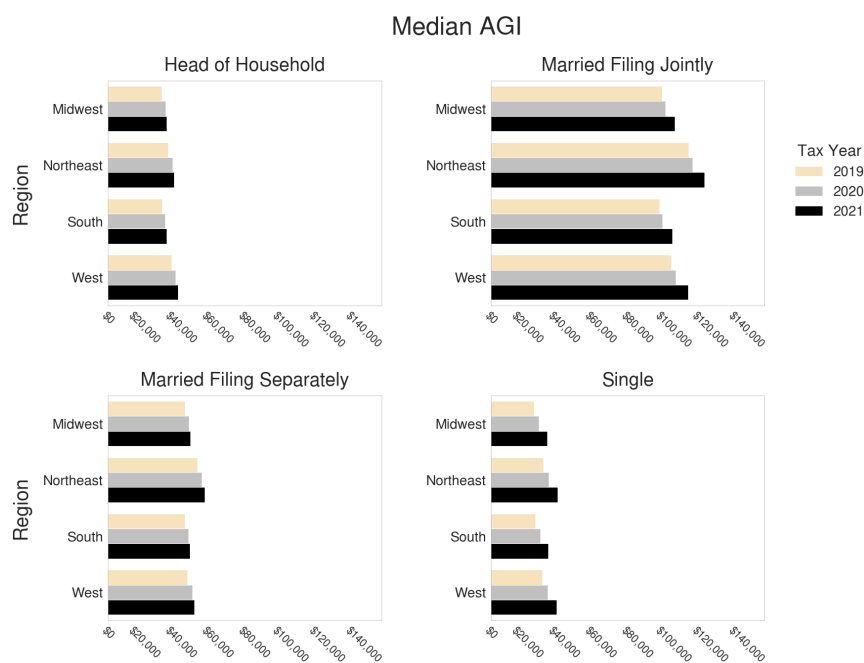 Median AGI
Head of Household
Married Filing Jointly
Midwest
Northeast
South
West
Region
$0
$20,000
$40,000
$60,000
$80,000
$100,000
$120,000
$140,000
Midwest
Northeast
South
West
$0
$20,000
$40,000
$60,000
$80,000
$100,000
$120,000
$140,000
Tax Year
2019
2020
2021
Married Filing Separately
Single
Midwest
Northeast
South
West
Region
$0
$20,000
$40,000
$60,000
$80,000
$100,000
$120,000
$140,000
Midwest
Northeast
South
West
$0
$20,000
$40,000
$60,000
$80,000
$100,000
$120,000
$140,000